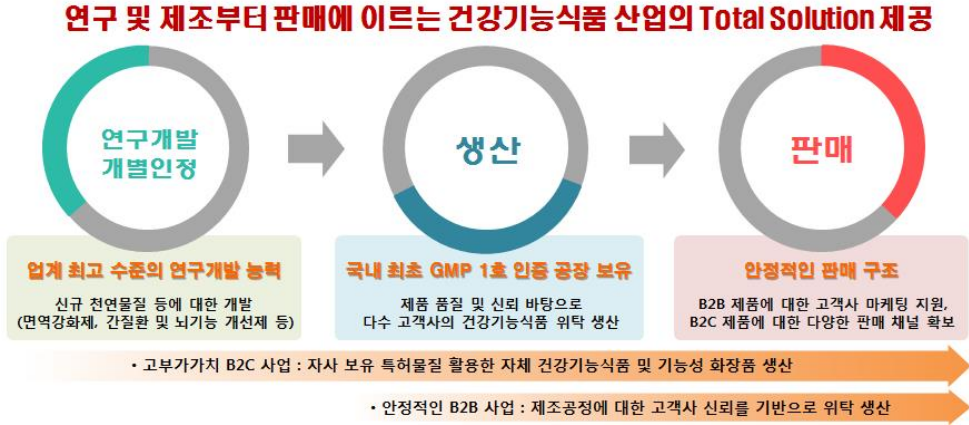 연구 및 제조부터 판매에 이르는 건강기능식품 산업의 Total Solution 제공
연구개발
개별인정
생산
판매
업계 최고 수준의 연구개발 능력
신규 천연물질 등에 대한 개발
(면역강화제, 간질환 및 뇌기능 개선제 등)
국내 최초 GMP 1호 인증 공장 보유
제품 품질 및 신뢰 바탕으로
다수 고객사의 건강기능식품 위탁 생산
안정적인 판매 구조
B2B 제품에 대한 고객사 마케팅 지원,
B2C 제품에 대한 다양한 판매 채널 확보
• 고부가가치 B2C 사업 : 자사 보유 특허물질 활용한 자체 건강기능식품 및 기능성 화장품 생산
• 안정적인 B2B 사업 : 제조공정에 대한 고객사 신뢰를 기반으로 위탁 생산